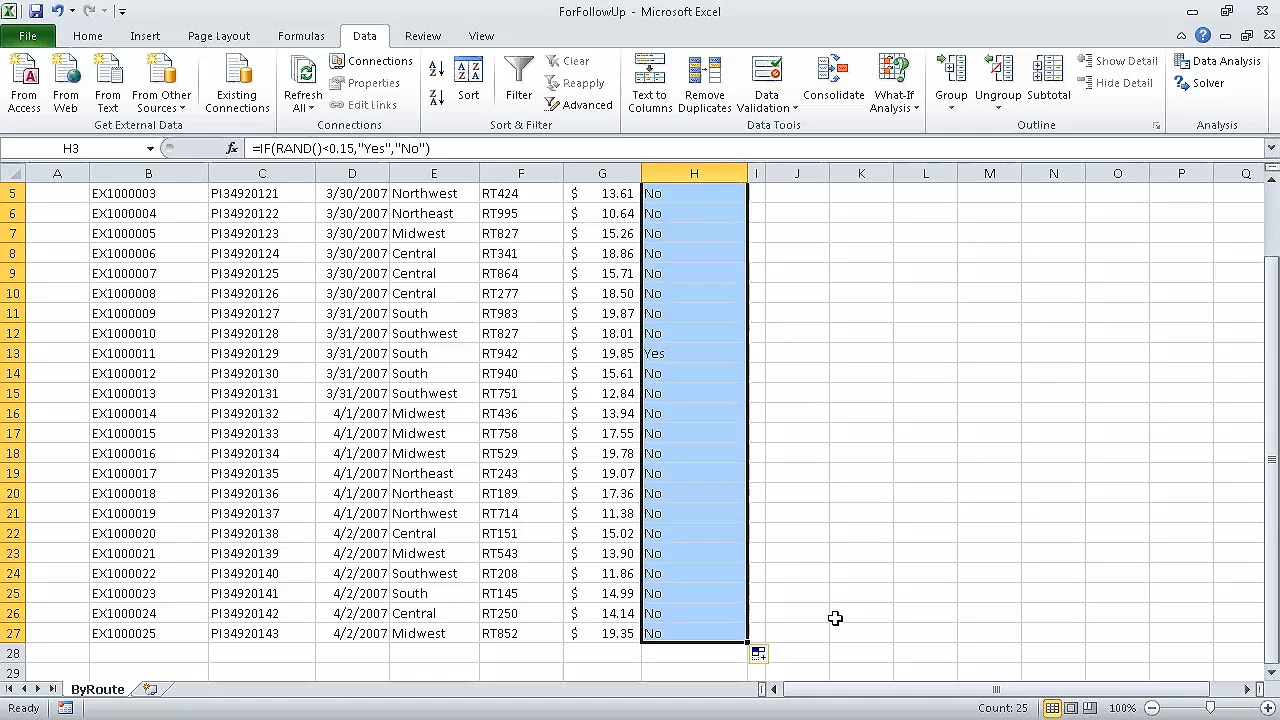 ForFollowUp - Microsoft Excel
File Home Insert Page Layout Formulas Data Review View
From Access
From Web
From Text
From Other Sources
Existing Connections
Get External Data
Refresh All
Connections
Properties
Edit Links
Connections
Sort
Filter
Clear
Reapply
Advanced
Sort & Filter
Text to Columns
Remove Duplicates
Data Validation
Consolidate
What-If Analysis
Data Tools
Group
Ungroup
Subtotal
Show Detail
Hide Detail
Outline
Data Analysis
Solver
Analysis
H3 fx =IF(RAND()<0.15,"Yes","No")
A B C D E F G H I J K L M N O P Q
5 EX1000003 PI34920121 3/30/2007 Northwest RT424 $ 13.61 No
6 EX1000004 PI34920122 3/30/2007 Northeast RT995 $ 10.64 No
7 EX1000005 PI34920123 3/30/2007 Midwest RT827 $ 15.26 No
8 EX1000006 PI34920124 3/30/2007 Central RT341 $ 18.86 No
9 EX1000007 PI34920125 3/30/2007 Central RT864 $ 15.71 No
10 EX1000008 PI34920126 3/30/2007 Central RT277 $ 18.50 No
11 EX1000009 PI34920127 3/31/2007 South RT983 $ 19.87 No
12 EX1000010 PI34920128 3/31/2007 Southwest RT827 $ 18.01 No
13 EX1000011 PI34920129 3/31/2007 South RT942 $ 19.85 Yes
14 EX1000012 PI34920130 3/31/2007 South RT940 $ 15.61 No
15 EX1000013 PI34920131 3/31/2007 Southwest RT751 $ 12.84 No
16 EX1000014 PI34920132 4/1/2007 Midwest RT436 $ 13.94 No
17 EX1000015 PI34920133 4/1/2007 Midwest RT758 $ 17.55 No
18 EX1000016 PI34920134 4/1/2007 Midwest RT529 $ 19.78 No
19 EX1000017 PI34920135 4/1/2007 Northeast RT243 $ 19.07 No
20 EX1000018 PI34920136 4/1/2007 Northeast RT189 $ 17.36 No
21 EX1000019 PI34920137 4/1/2007 Northwest RT714 $ 11.38 No
22 EX1000020 PI34920138 4/2/2007 Central RT151 $ 15.02 No
23 EX1000021 PI34920139 4/2/2007 Midwest RT543 $ 13.90 No
24 EX1000022 PI34920140 4/2/2007 Southwest RT208 $ 11.86 No
25 EX1000023 PI34920141 4/2/2007 South RT145 $ 14.99 No
26 EX1000024 PI34920142 4/2/2007 Central RT250 $ 14.14 No
27 EX1000025 PI34920143 4/2/2007 Midwest RT852 $ 19.35 No
28
29
ByRoute
Ready Count: 25 100%